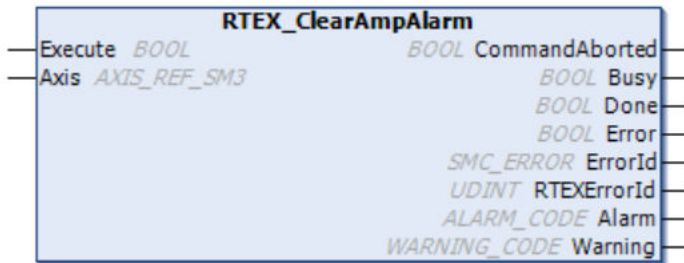 RTEX_ClearAmpAlarm
Execute BOOL BOOL CommandAborted
Axis AXIS_REF_SM3 BOOL Busy
BOOL Done
BOOL Error
SMC_ERROR ErrorId
UDINT RTEXErrorId
ALARM_CODE Alarm
WARNING_CODE Warning